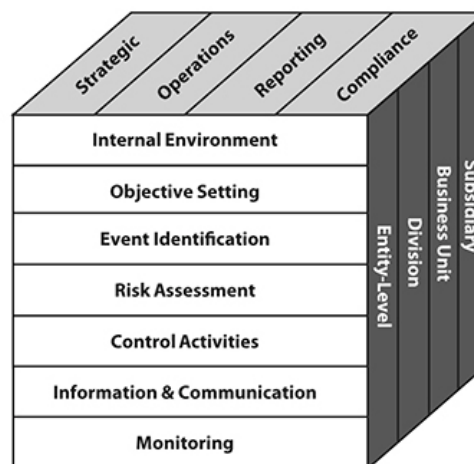 Strategic
Operations
Reporting
Compliance
Internal Environment
Objective Setting
Event Identification
Risk Assessment
Control Activities
Information & Communication
Monitoring
Entity-Level
Division
Business Unit
Subsidiary